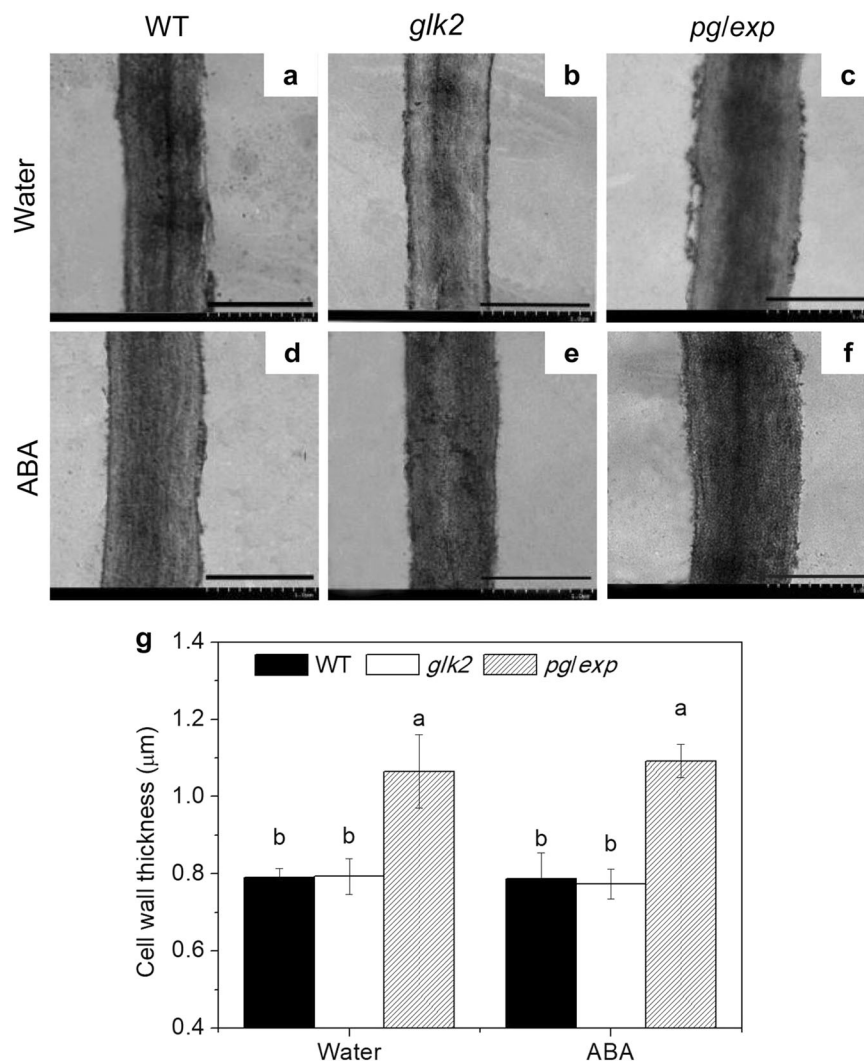 WT glk2 pg/exp
Water
a b c
ABA
d e f
g
1.4
1.2
1.0
0.8
0.6
0.4
Cell wall thickness (μm)
WT glk2 pg/exp
b b a b b a
Water ABA